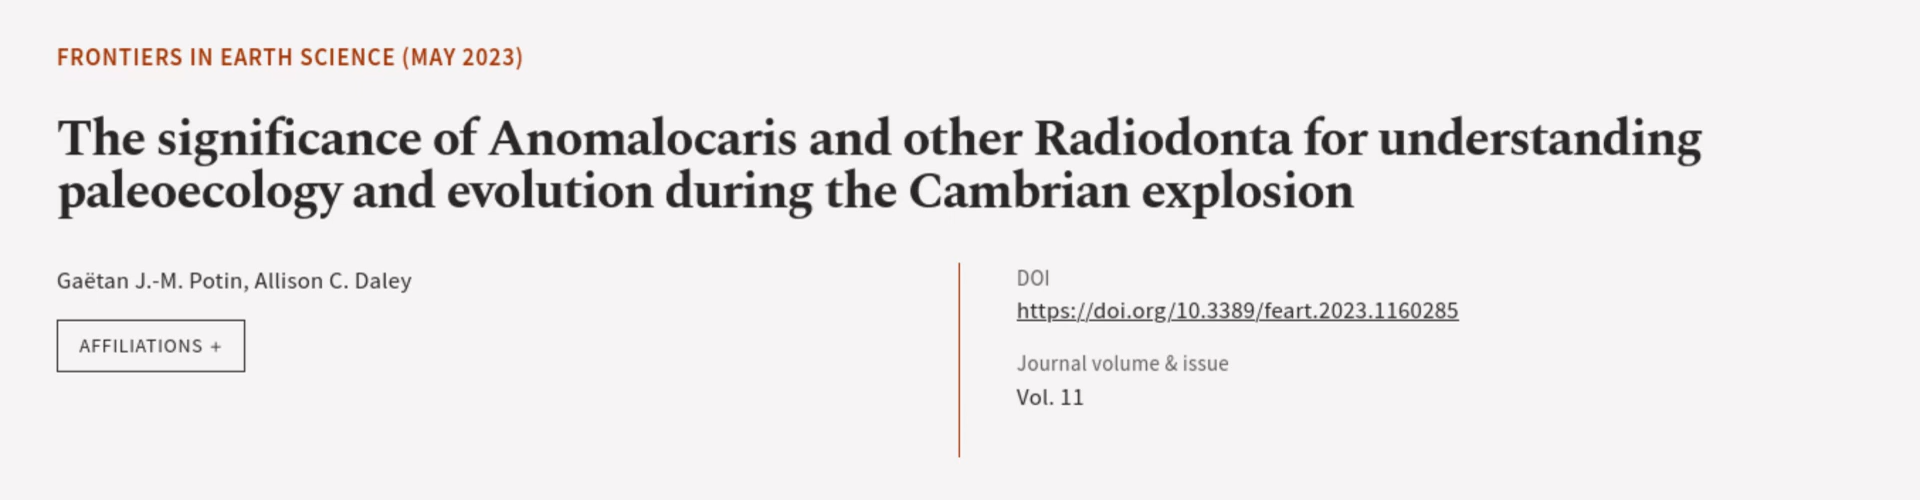 FRONTIERS IN EARTH SCIENCE (MAY 2023)
The significance of Anomalocaris and other Radiodonta for understanding
paleoecology and evolution during the Cambrian explosion
Gaëtan J.-M. Potin, Allison C. Daley
AFFILIATIONS +
DOI
https://doi.org/10.3389/feart.2023.1160285
Journal volume & issue
Vol. 11